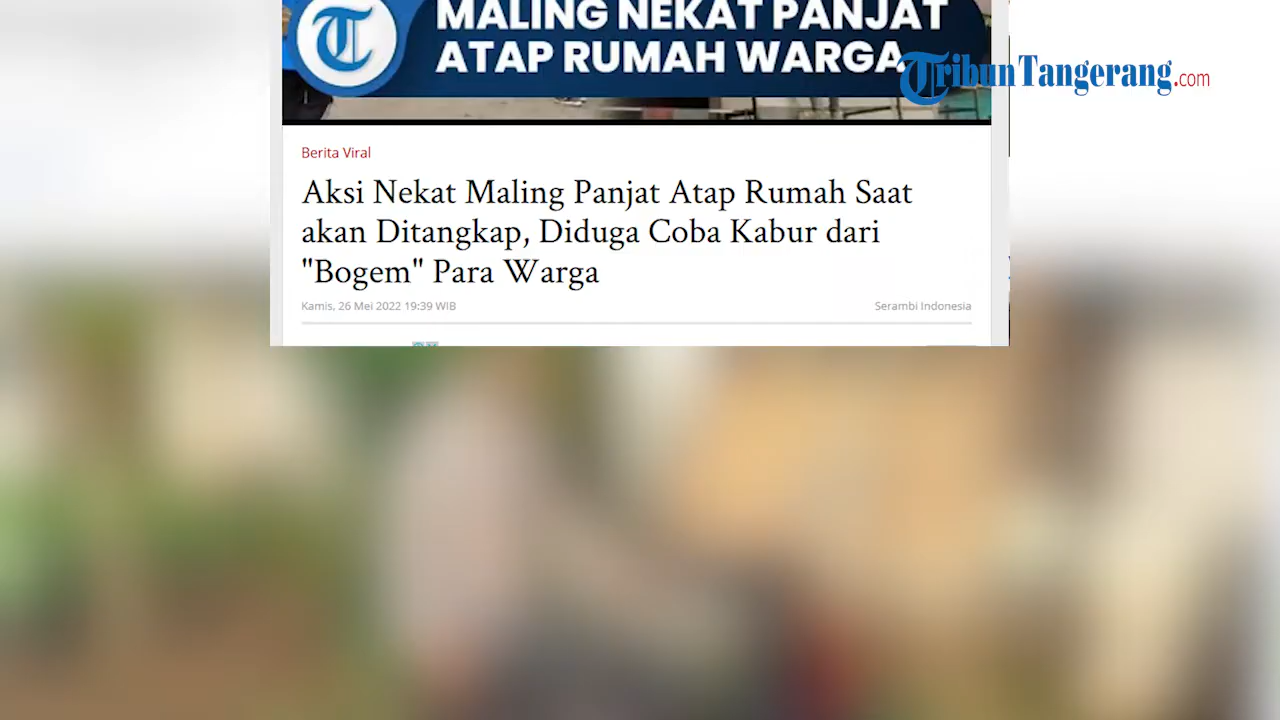 MALING NEKAT PANJAT
ATAP RUMAH WARGA
TribunTangerang.com
Berita Viral
Aksi Nekat Maling Panjat Atap Rumah Saat
akan Ditangkap, Diduga Coba Kabur dari
"Bogem" Para Warga
Kamis, 26 Mei 2022 19:39 WIB
Serambi Indonesia